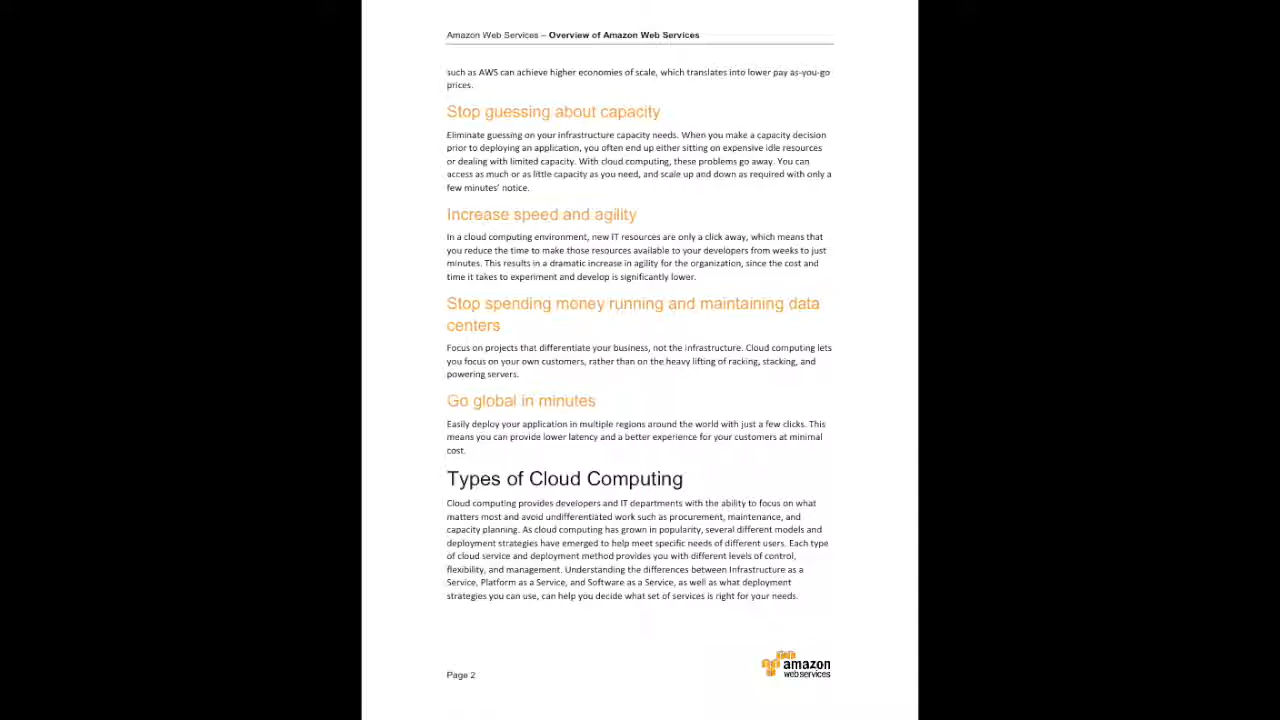 Amazon Web Services – Overview of Amazon Web Services
such as AWS can achieve higher economies of scale, which translates into lower pay as-you-go
prices.
Stop guessing about capacity
Eliminate guessing on your infrastructure capacity needs. When you make a capacity decision
prior to deploying an application, you often end up either sitting on expensive idle resources
or dealing with limited capacity. With cloud computing, these problems go away. You can
access as much or as little capacity as you need, and scale up and down as required with only a
few minutes’ notice.
Increase speed and agility
In a cloud computing environment, new IT resources are only a click away, which means that
you reduce the time to make those resources available to your developers from weeks to just
minutes. This results in a dramatic increase in agility for the organization, since the cost and
time it takes to experiment and develop is significantly lower.
Stop spending money running and maintaining data
centers
Focus on projects that differentiate your business, not the infrastructure. Cloud computing lets
you focus on your own customers, rather than on the heavy lifting of racking, stacking, and
powering servers.
Go global in minutes
Easily deploy your application in multiple regions around the world with just a few clicks. This
means you can provide lower latency and a better experience for your customers at minimal
cost.
Types of Cloud Computing
Cloud computing provides developers and IT departments with the ability to focus on what
matters most and avoid undifferentiated work such as procurement, maintenance, and
capacity planning. As cloud computing has grown in popularity, several different models and
deployment strategies have emerged to help meet specific needs of different users. Each type
of cloud service and deployment method provides you with different levels of control,
flexibility, and management. Understanding the differences between Infrastructure as a
Service, Platform as a Service, and Software as a Service, as well as what deployment
strategies you can use, can help you decide what set of services is right for your needs.
Page 2
amazon
webservices